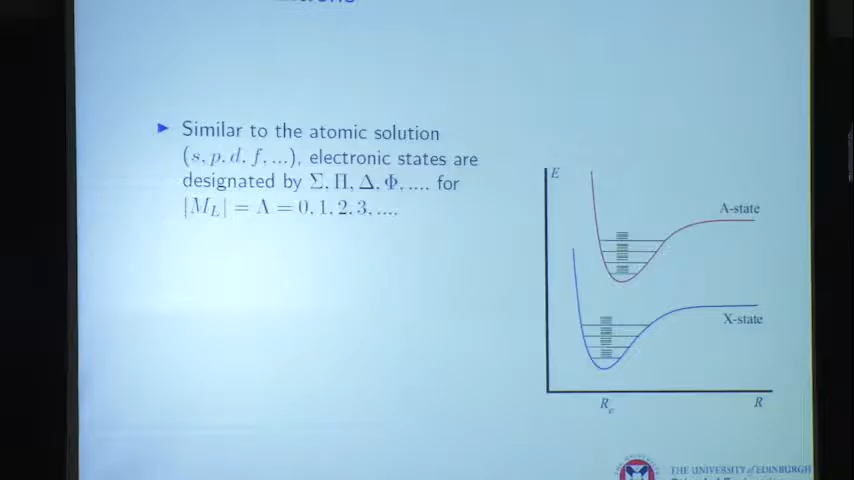 ▶ Similar to the atomic solution
(s, p, d, f, ...), electronic states are
designated by Σ, Π, Δ, Φ, .... for
|M_L| = Λ = 0, 1, 2, 3, ....
E
A-state
X-state
R_e
R
THE UNIVERSITY of EDINBURGH